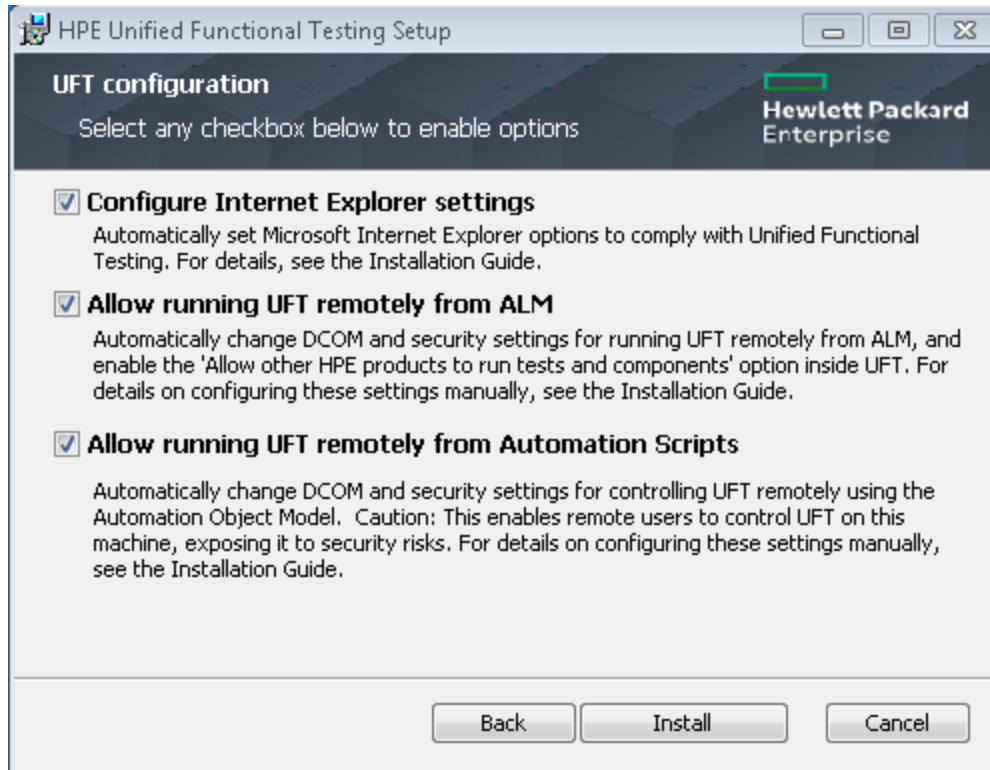 HPE Unified Functional Testing Setup
UFT configuration
Select any checkbox below to enable options
Hewlett Packard
Enterprise
Configure Internet Explorer settings
Automatically set Microsoft Internet Explorer options to comply with Unified Functional
Testing. For details, see the Installation Guide.
Allow running UFT remotely from ALM
Automatically change DCOM and security settings for running UFT remotely from ALM, and
enable the 'Allow other HPE products to run tests and components' option inside UFT. For
details on configuring these settings manually, see the Installation Guide.
Allow running UFT remotely from Automation Scripts
Automatically change DCOM and security settings for controlling UFT remotely using the
Automation Object Model.  Caution: This enables remote users to control UFT on this
machine, exposing it to security risks. For details on configuring these settings manually,
see the Installation Guide.
Back Install Cancel